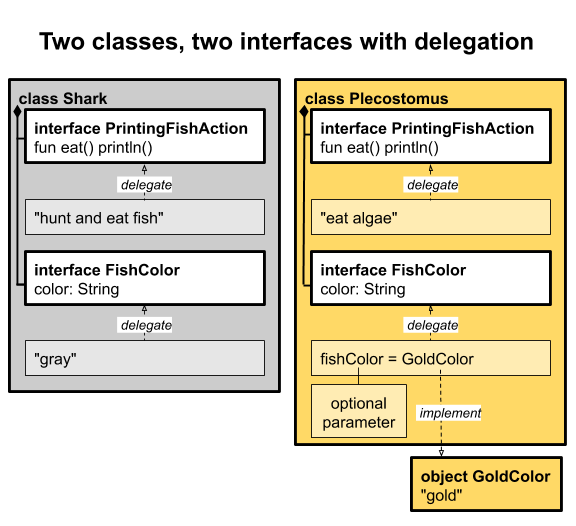 Two classes, two interfaces with delegation
class Shark
interface PrintingFishAction
fun eat() println()
delegate
"hunt and eat fish"
interface FishColor
color: String
delegate
"gray"
class Plecostomus
interface PrintingFishAction
fun eat() println()
delegate
"eat algae"
interface FishColor
color: String
delegate
fishColor = GoldColor
optional
parameter
implement
object GoldColor
"gold"